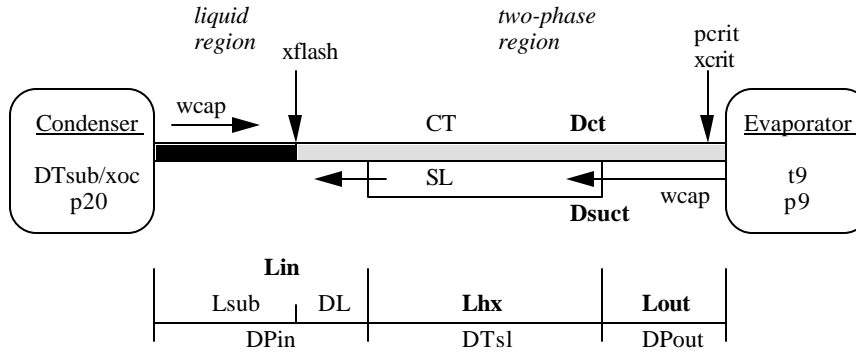 liquid region
two-phase region
xflash
pcrit
xcrit
wcap
Condenser
CT
Dct
Evaporator
DTsub/xoc
p20
SL
t9
p9
wcap
Dsuct
Lin
Lsub
DL
Lhx
Lout
DPin
DTsl
DPout